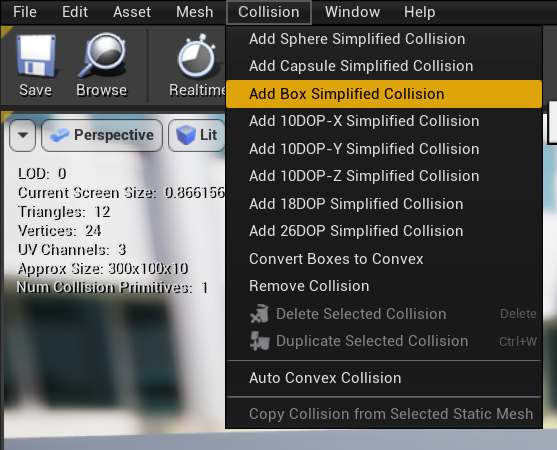 File Edit Asset Mesh Collision Window Help
Save Browse Realtime
Perspective Lit
LOD: 0
Current Screen Size: 0.866156
Triangles: 12
Vertices: 24
UV Channels: 3
Approx Size: 300x100x10
Num Collision Primitives: 1
Add Sphere Simplified Collision
Add Capsule Simplified Collision
Add Box Simplified Collision
Add 10DOP-X Simplified Collision
Add 10DOP-Y Simplified Collision
Add 10DOP-Z Simplified Collision
Add 18DOP Simplified Collision
Add 26DOP Simplified Collision
Convert Boxes to Convex
Remove Collision
Delete Selected Collision Delete
Duplicate Selected Collision Ctrl+W
Auto Convex Collision
Copy Collision from Selected Static Mesh